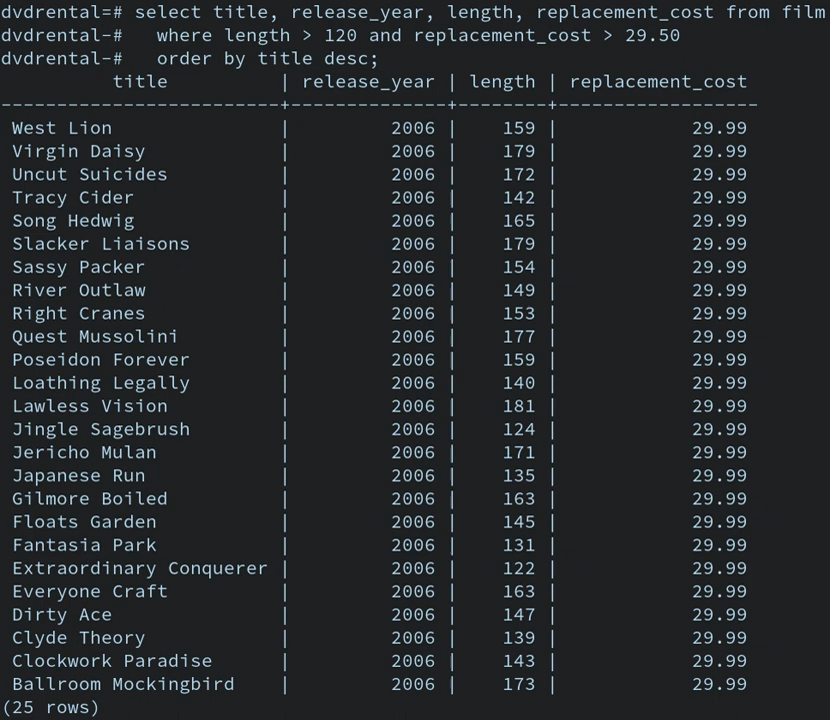 dvdrental=# select title, release_year, length, replacement_cost from film
dvdrental-#   where length > 120 and replacement_cost > 29.50
dvdrental-#   order by title desc;
          title          | release_year | length | replacement_cost
-------------------------+--------------+--------+------------------
 West Lion               |         2006 |    159 |            29.99
 Virgin Daisy            |         2006 |    179 |            29.99
 Uncut Suicides          |         2006 |    172 |            29.99
 Tracy Cider             |         2006 |    142 |            29.99
 Song Hedwig             |         2006 |    165 |            29.99
 Slacker Liaisons        |         2006 |    179 |            29.99
 Sassy Packer            |         2006 |    154 |            29.99
 River Outlaw            |         2006 |    149 |            29.99
 Right Cranes            |         2006 |    153 |            29.99
 Quest Mussolini         |         2006 |    177 |            29.99
 Poseidon Forever        |         2006 |    159 |            29.99
 Loathing Legally        |         2006 |    140 |            29.99
 Lawless Vision          |         2006 |    181 |            29.99
 Jingle Sagebrush        |         2006 |    124 |            29.99
 Jericho Mulan           |         2006 |    171 |            29.99
 Japanese Run            |         2006 |    135 |            29.99
 Gilmore Boiled          |         2006 |    163 |            29.99
 Floats Garden           |         2006 |    145 |            29.99
 Fantasia Park           |         2006 |    131 |            29.99
 Extraordinary Conquerer |         2006 |    122 |            29.99
 Everyone Craft          |         2006 |    163 |            29.99
 Dirty Ace               |         2006 |    147 |            29.99
 Clyde Theory            |         2006 |    139 |            29.99
 Clockwork Paradise      |         2006 |    143 |            29.99
 Ballroom Mockingbird    |         2006 |    173 |            29.99
(25 rows)